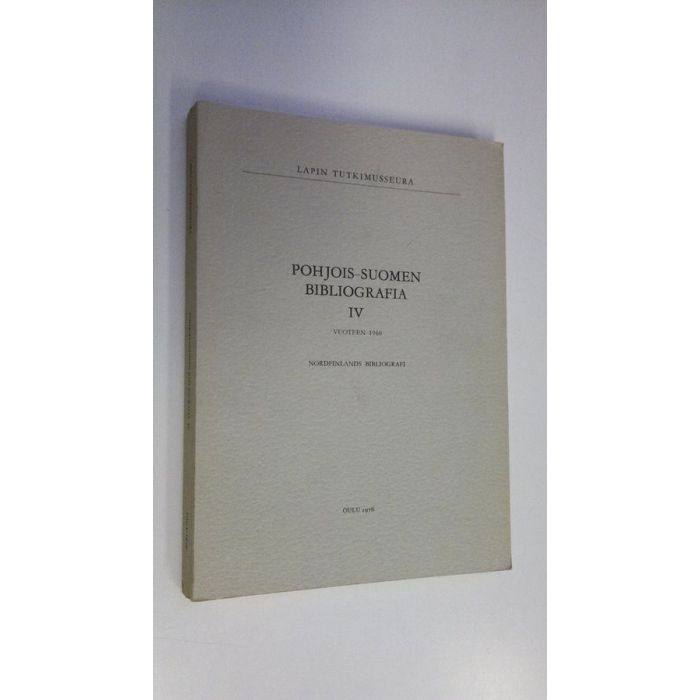 LAPIN TUTKIMUSSEURA
POHJOIS-SUOMEN
BIBLIOGRAFIA
IV
VUOTEEN 1960
NORDFINLANDS BIBLIOGRAFI
OULU 1976